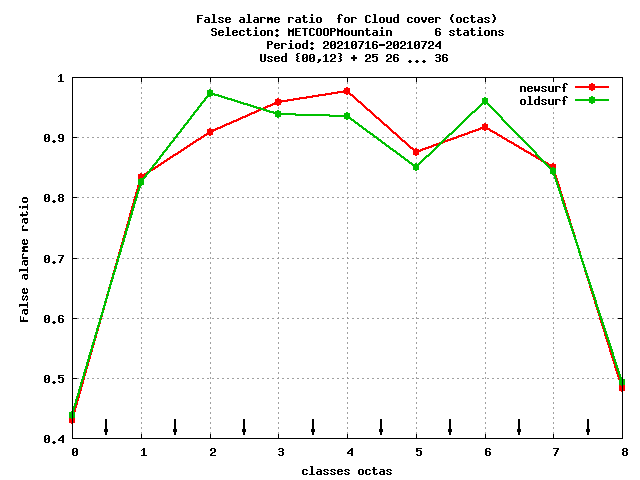 False alarme ratio  for Cloud cover (octas)
Selection: METCOOPMountain      6 stations
Period: 20210716-20210724
Used {00,12} + 25 26 ... 36
newsurf
oldsurf
1
0.9
0.8
0.7
0.6
0.5
0.4
False alarme ratio
0 1 2 3 4 5 6 7 8
classes octas